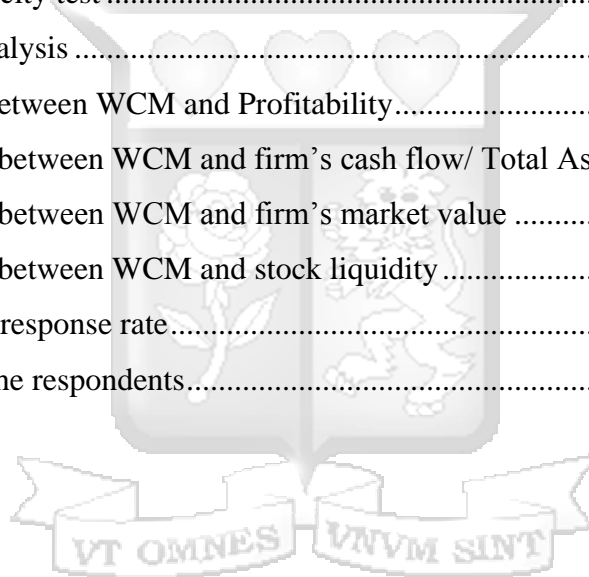 city test ....................................................................
alysis ........................................................................
etween WCM and Profitability..................................
between WCM and firm's cash flow/ Total As
between WCM and firm's market value ............
between WCM and stock liquidity.......................
response rate.............................................................
ne respondents..........................................................
VT OMNES VNVM SINT